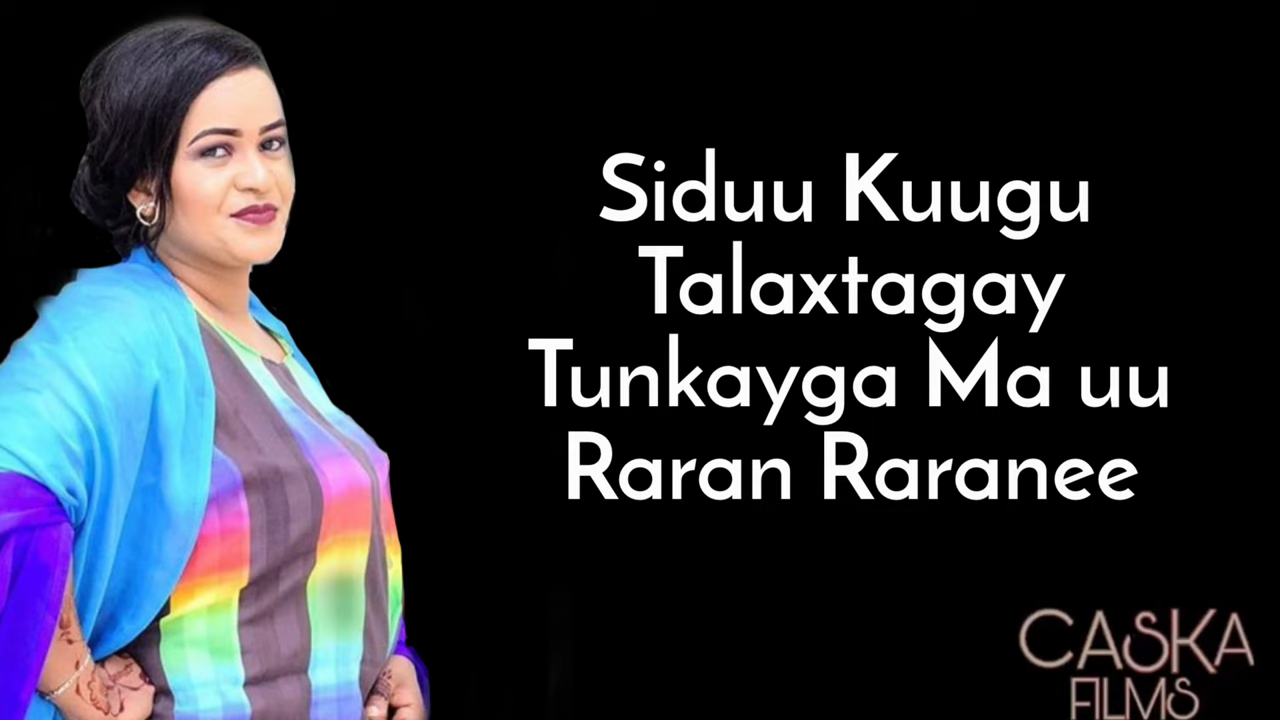 Siduu Kuugu
Talaxtagay
Tunkayga Ma uu
Raran Raranee
CASKA
FILMS